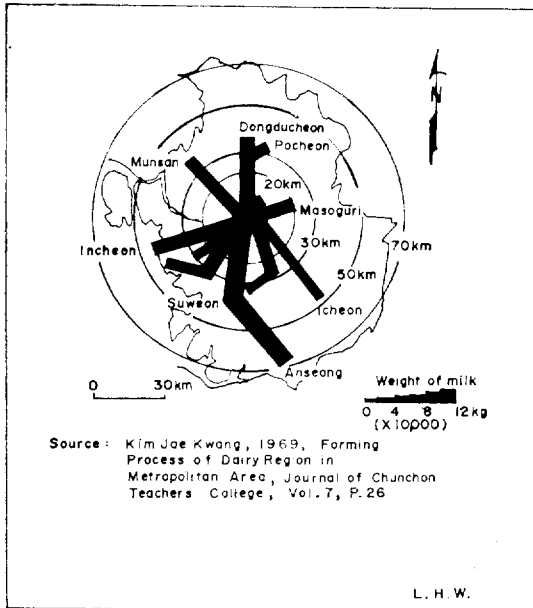 N
Dongducheon
Pocheon
Munsan
20km
Masoguri
Incheon
30km
70km
50km
Suweon
Icheon
Anseong
0 30km
Weight of milk
0 4 8 12kg
(X10,000)
Source: Kim Jae Kwang, 1969, Forming
Process of Dairy Region in
Metropolitan Area, Journal of Chunchon
Teachers College, Vol. 7, P. 26
L. H. W.